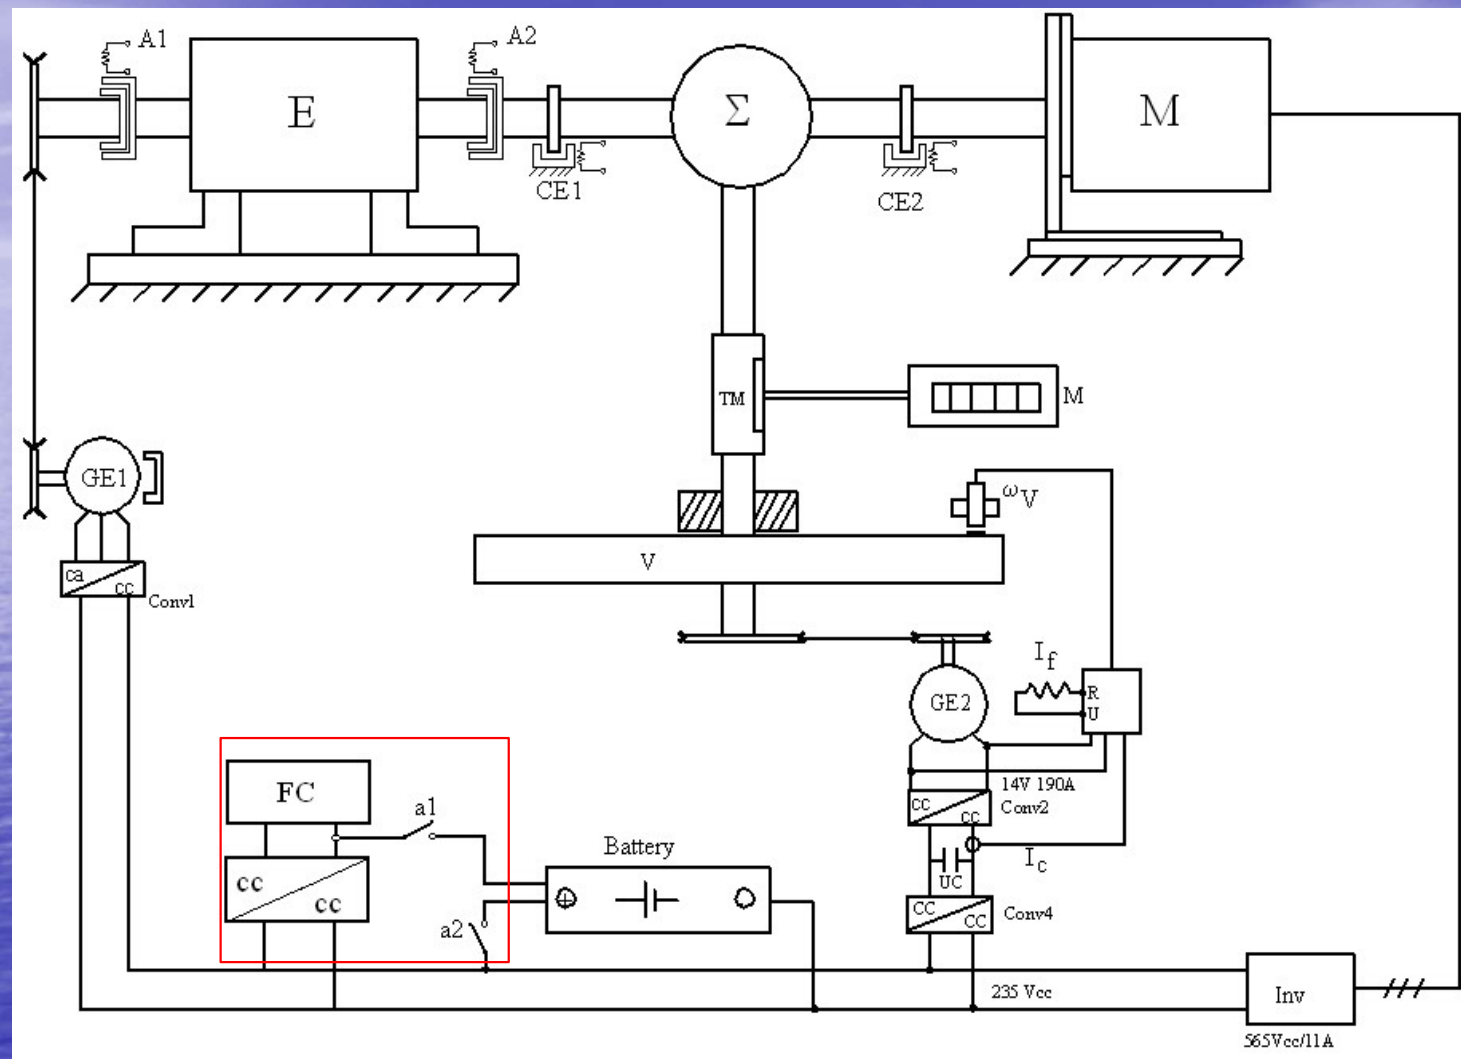 A1
A2
E
Σ
M
CE1
CE2
TM
M
ωV
GE1
ca
cc
Conv1
V
If
R
U
GE2
14V 190A
cc
cc
Conv2
Ic
UC
CC
CC
Conv4
FC
a1
cc
cc
a2
Battery
+
235 Vcc
Inv
565Vcc/11A